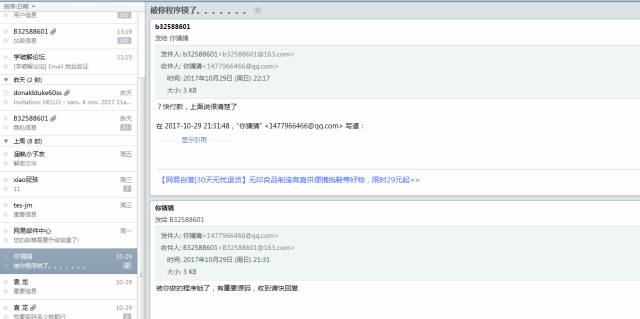 排序:日期
用户信息
B32588601
13:19
加密信息
学破解论坛
11:15
[学破解论坛] Email 地址验证
昨天 (2 封)
donaldduke60ss
昨天
Invitation: HELLO - sam. 4 nov. 2017 11a...
B32588601
昨天
隐私信息
上周 (8 封)
周五
解密文件
xiao屁孩
周三
11
tes-jm
周三
重要信息
网易邮件中心
周一
您的邮箱需要升级容量了!
你猜猜
10-29
被你程序锁了。。。。。。。
袁 龙
10-29
重要信息
袁 龙
10-29
被你程序锁了。。。。。。。
b32588601
发给 你猜猜
发件人: b32588601<b32588601@163.com>
收件人: 你猜猜<1477966466@qq.com>
时间: 2017年10月29日 (周日) 22:17
大小: 3 KB
? 快付款,上面说很清楚了
在 2017-10-29 21:31:48,"你猜猜" <1477966466@qq.com> 写道:
显示引用
【网易自营|30天无忧退货】无印良品制造商直供便携拖鞋等好物,限时29元起>>
你猜猜
发给 B32588601
发件人: 你猜猜<1477966466@qq.com>
收件人: B32588601<B32588601@163.com>
时间: 2017年10月29日 (周日) 21:31
大小: 3 KB
被你做的程序锁了,有重要源码,收到请快回复